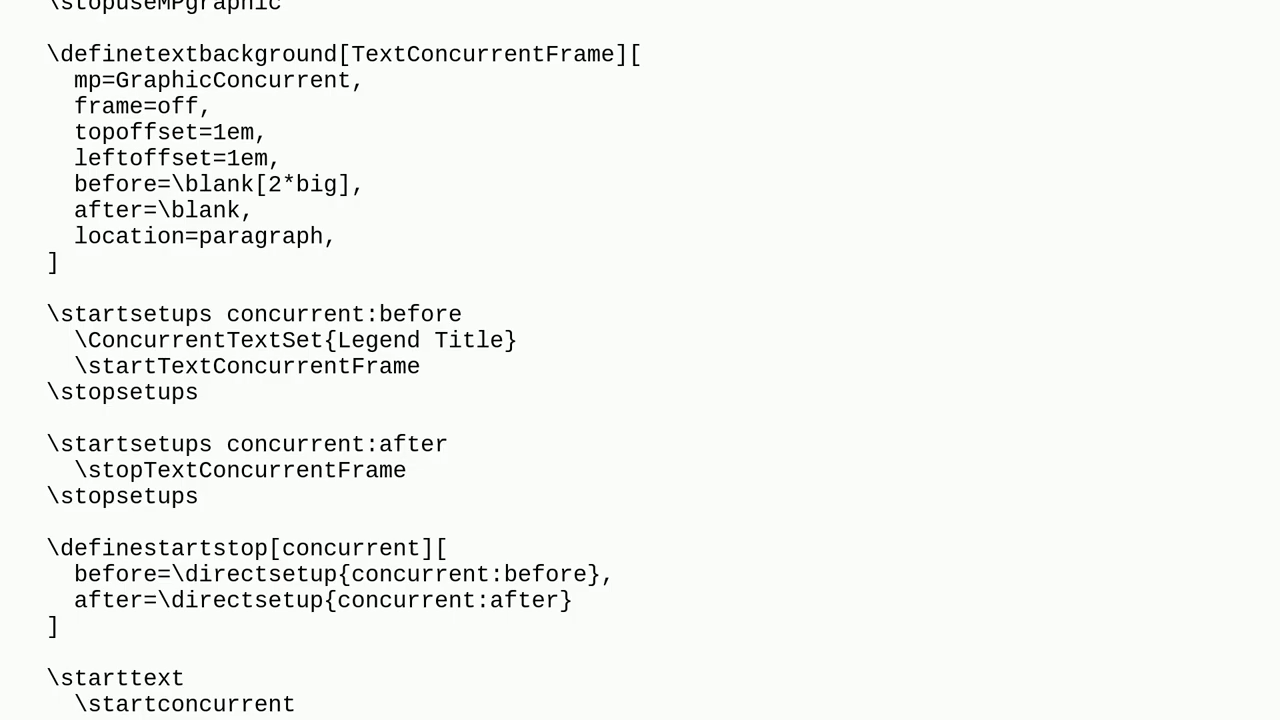 \stopuseMPgraphic
\definetextbackground[TextConcurrentFrame][
  mp=GraphicConcurrent,
  frame=off,
  topoffset=1em,
  leftoffset=1em,
  before=\blank[2*big],
  after=\blank,
  location=paragraph,
]
\startsetups concurrent:before
  \ConcurrentTextSet{Legend Title}
  \startTextConcurrentFrame
\stopsetups
\startsetups concurrent:after
  \stopTextConcurrentFrame
\stopsetups
\definestartstop[concurrent][
  before=\directsetup{concurrent:before},
  after=\directsetup{concurrent:after}
]
\starttext
  \startconcurrent